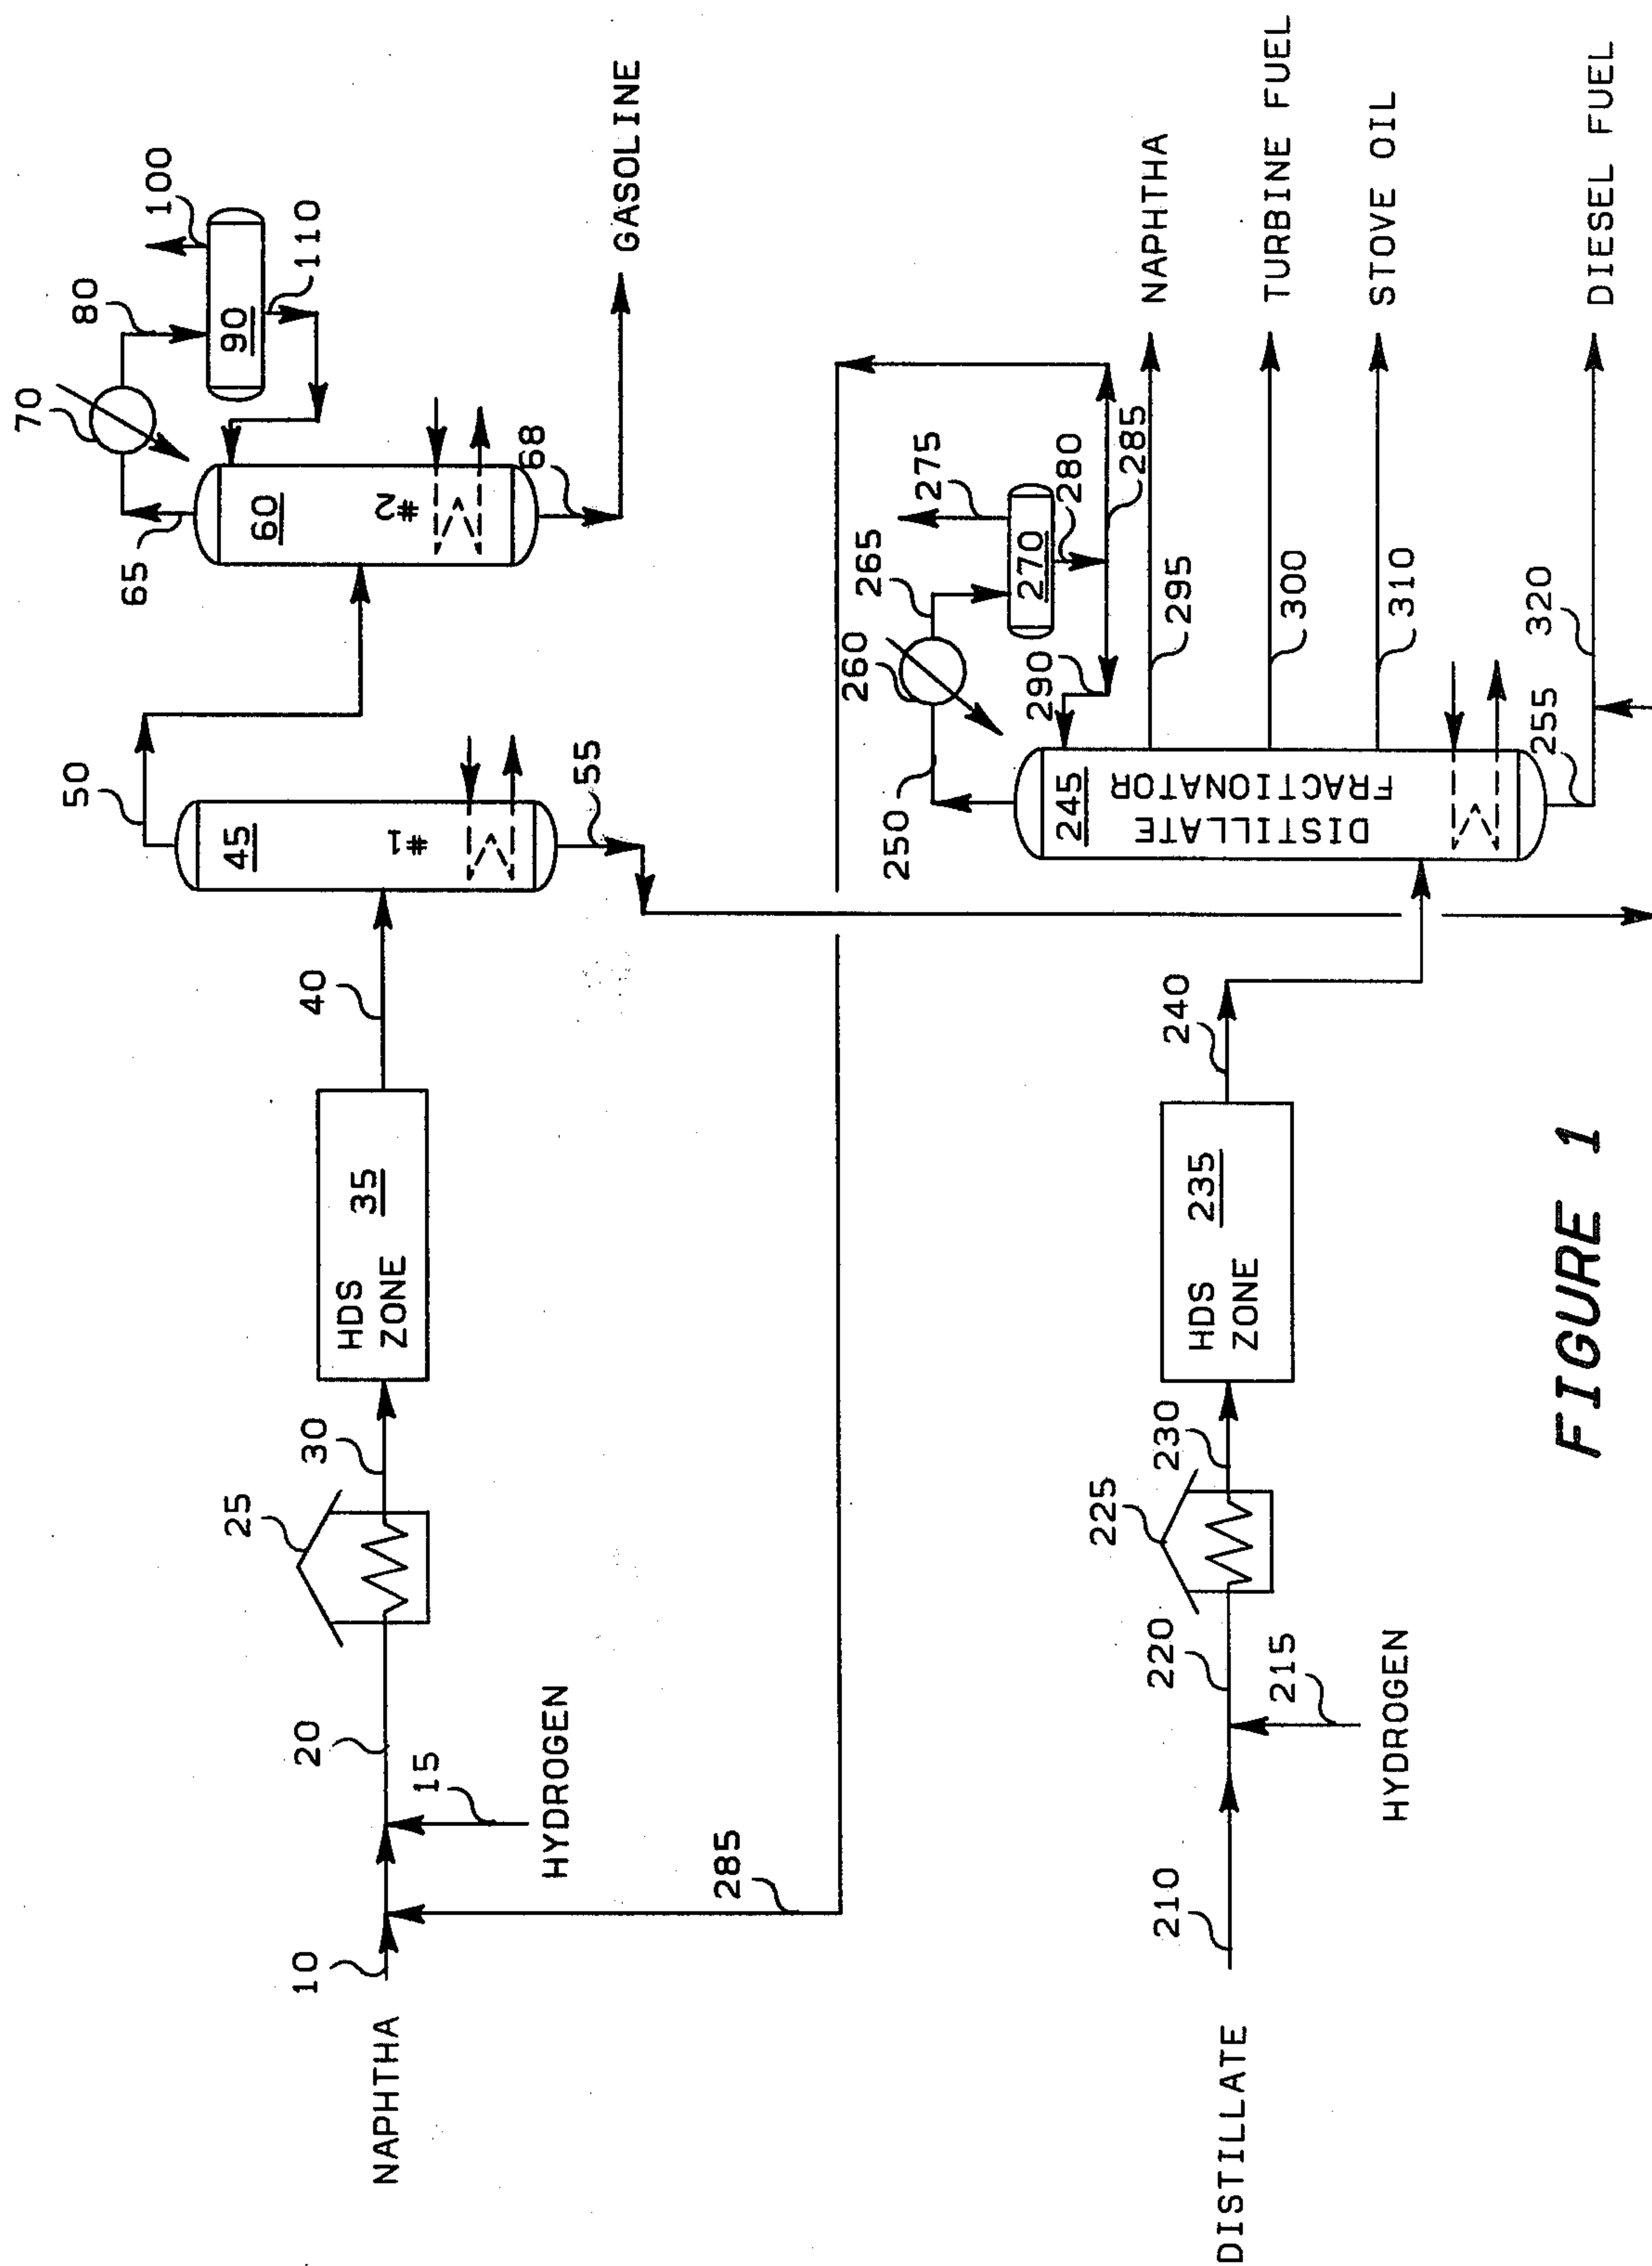 70
80
100
50
65
90
110
60
#2
68
GASOLINE
25
30
40
45
#1
55
HDS
ZONE
35
NAPHTHA
10
20
15
HYDROGEN
285
250
260
265
275
270
280
290
285
NAPHTHA
295
TURBINE FUEL
300
STOVE OIL
310
DIESEL FUEL
320
255
245
DISTILLATE
FRACTIONATOR
225
230
240
HDS
ZONE
235
DISTILLATE
210
220
215
HYDROGEN
FIGURE 1